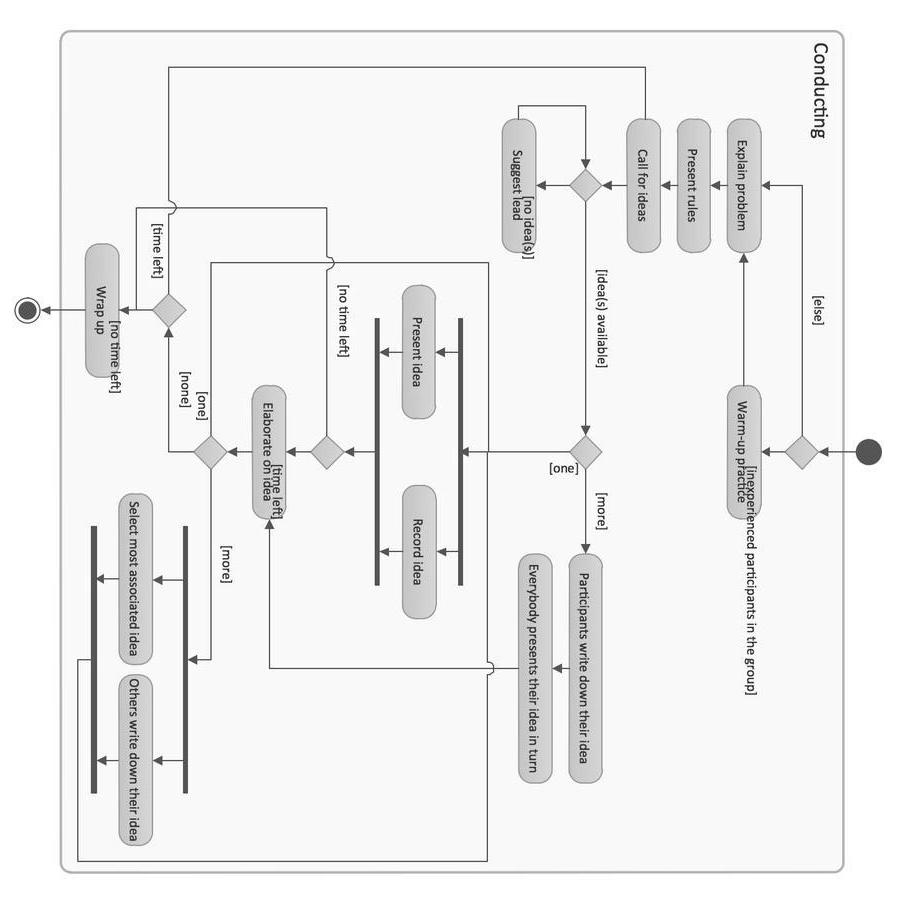 Conducting
[else]
[inexperienced participants in the group]
Warm-up practice
Explain problem
Present rules
Call for ideas
[idea(s) available]
[more]
Participants write down their idea
[one]
[no idea(s)]
Suggest lead
Everybody presents their idea in turn
Present idea
Record idea
[no time left]
[time left]
Elaborate on idea
[more]
[one]
[none]
[time left]
Select most associated idea
Others write down their idea
[no time left]
Wrap up